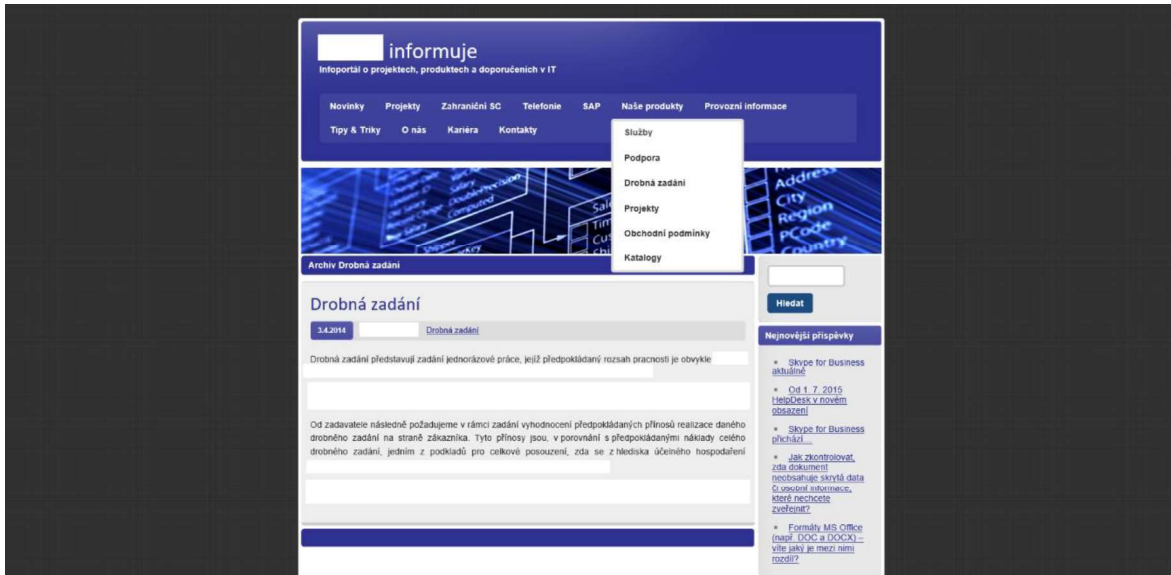 informuje
Infoportál o projektech, produktech a doporučeních v IT
Novinky Projekty Zahraniční SC Telefonie SAP Naše produkty Provozní informace
Tipy & Triky O nás Kariéra Kontakty
Služby
Podpora
Drobná zadání
Projekty
Obchodní podmínky
Katalogy
Salary
DoublePrecision
Computed
Shipper
Address
City
Region
PCode
Country
Archiv Drobná zadání
Drobná zadání
3.4.2014 Drobná zadání
Drobná zadání představují zadání jednorázové práce, jejíž předpokládaný rozsah pracnosti je obvykle
Od zadavatele následně požadujeme v rámci zadání vyhodnocení předpokládaných přínosů realizace daného
drobného zadání na straně zákazníka. Tyto přínosy jsou, v porovnání s předpokládanými náklady celého
drobného zadání, jedním z podkladů pro celkové posouzení, zda se z hlediska účelného hospodaření
Hledat
Nejnovější příspěvky
Skype for Business
aktuálně
Od 1. 7. 2015
HelpDesk v novém
obsazení
Skype for Business
přichází…
Jak zkontrolovat,
zda dokument
neobsahuje skrytá data
či osobní informace,
které nechcete
zveřejnit?
Formáty MS Office
(např. DOC a DOCX) –
víte jaký je mezi nimi
rozdíl?